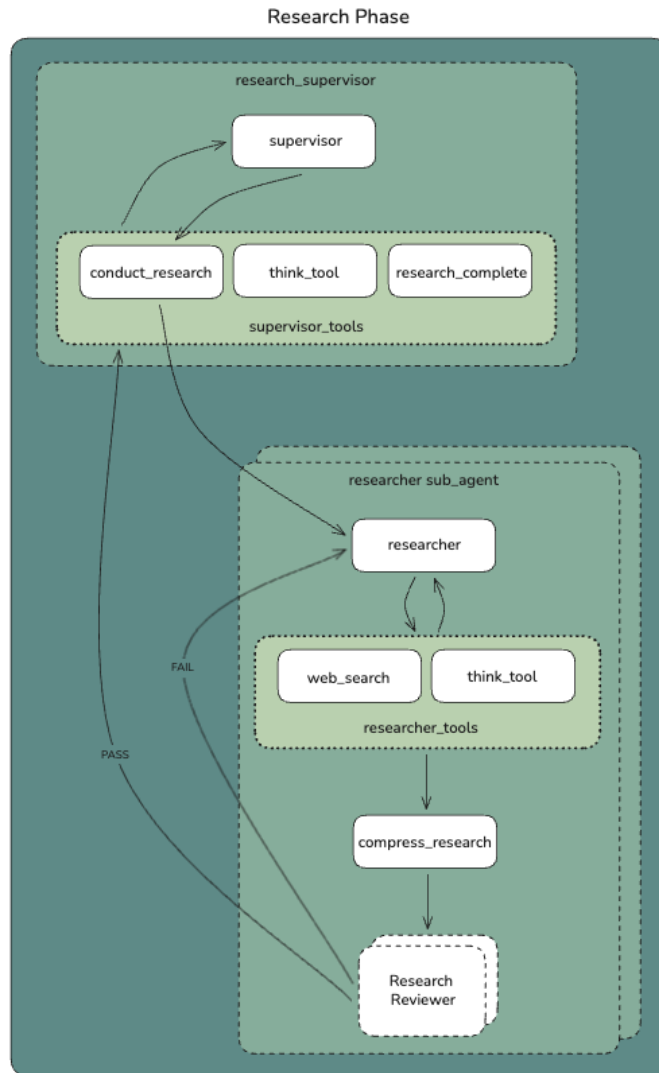 Research Phase
research_supervisor
supervisor
conduct_research
think_tool
research_complete
supervisor_tools
researcher sub_agent
researcher
FAIL
web_search
think_tool
researcher_tools
PASS
compress_research
Research
Reviewer